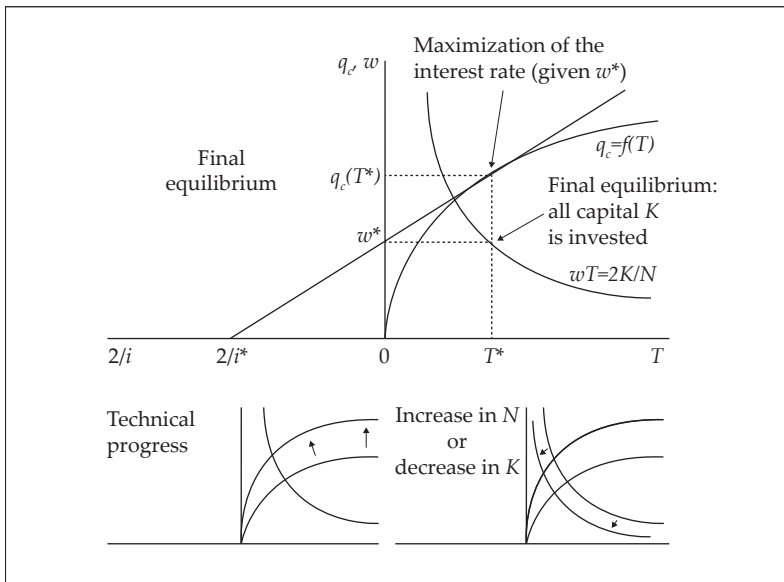 Maximization of the
interest rate (given w*)
q_c, w
q_c=f(T)
Final
equilibrium
q_c(T*)
Final equilibrium:
all capital K
is invested
w*
wT=2K/N
2/i
2/i*
0
T*
T
Technical
progress
Increase in N
or
decrease in K